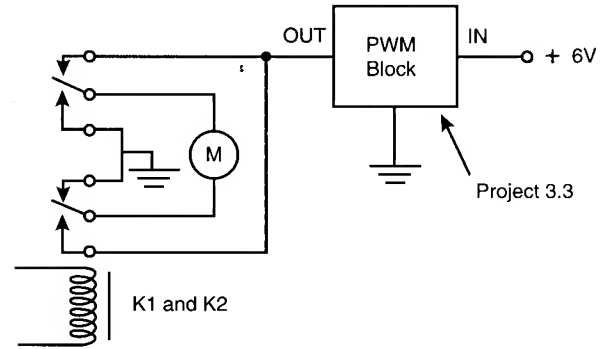 OUT
PWM
Block
IN
+ 6V
M
Project 3.3
K1 and K2